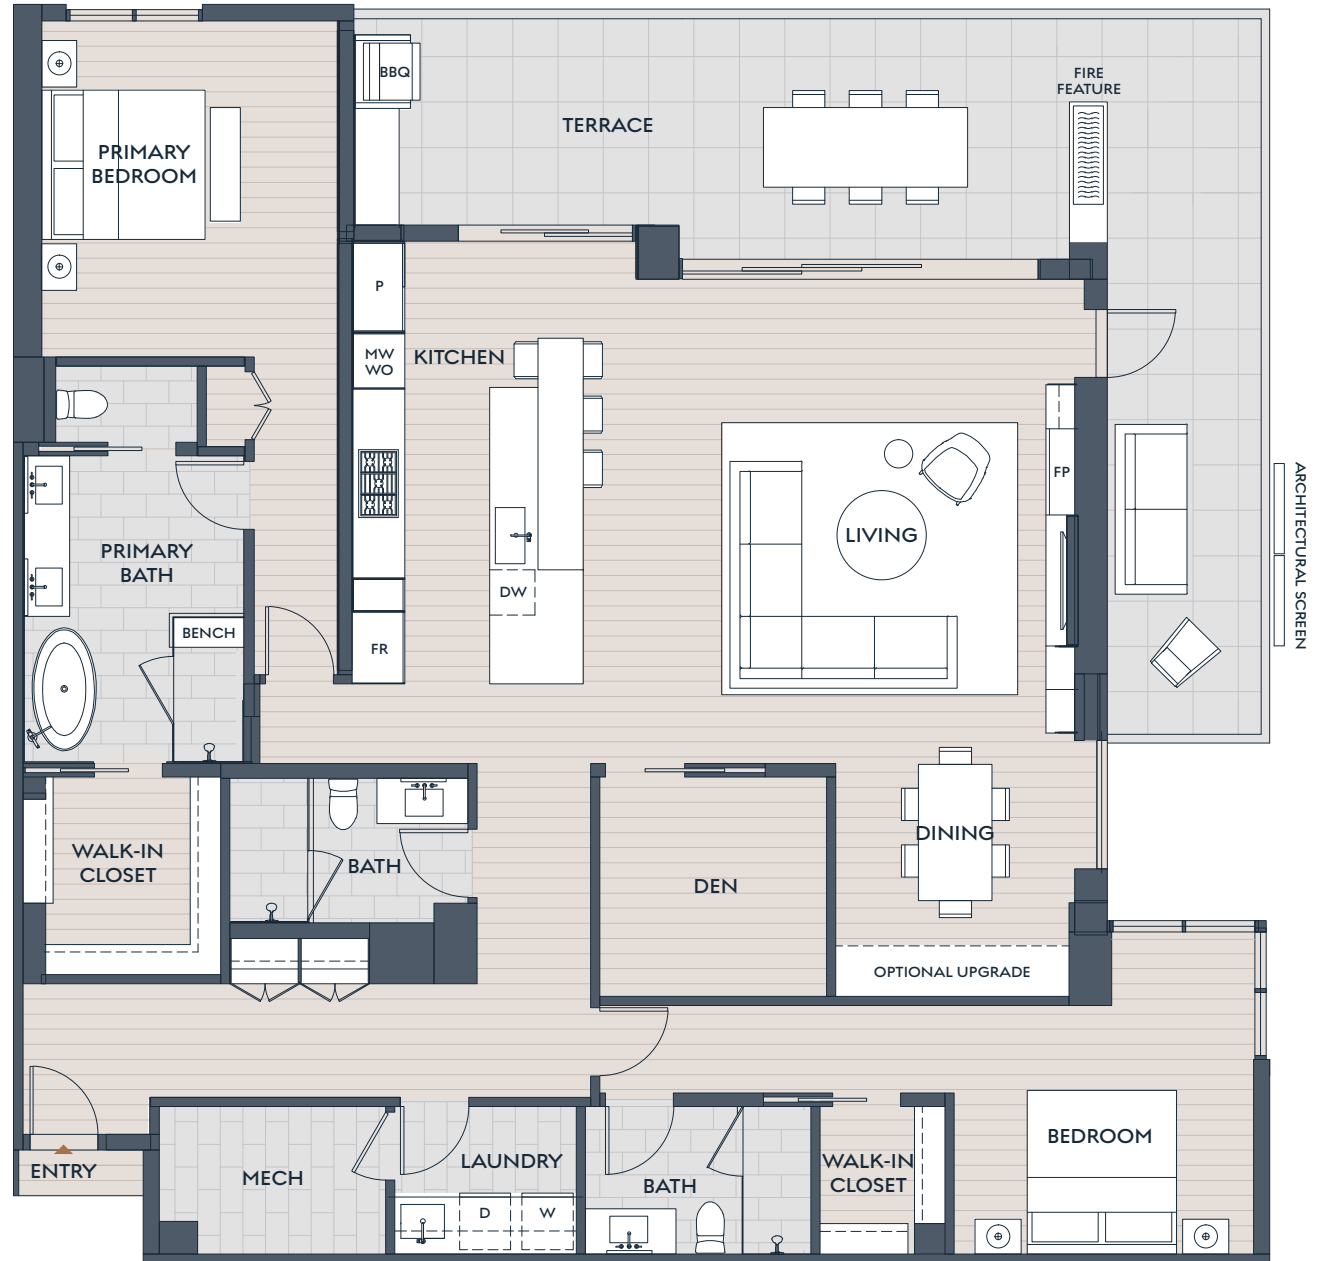 FIRE
FEATURE
BBQ
TERRACE
PRIMARY
BEDROOM
P
MW
WO
KITCHEN
FP
ARCHITECTURAL SCREEN
LIVING
PRIMARY
BATH
DW
BENCH
FR
DINING
WALK-IN
CLOSET
BATH
DEN
OPTIONAL UPGRADE
BEDROOM
ENTRY
MECH
LAUNDRY
WALK-IN
CLOSET
BATH
D
W